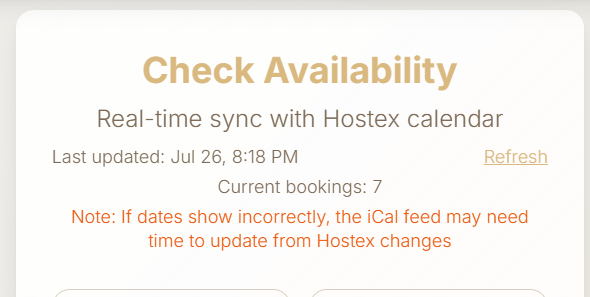 Check Availability
Real-time sync with Hostex calendar
Last updated: Jul 26, 8:18 PM Refresh
Current bookings: 7
Note: If dates show incorrectly, the iCal feed may need
time to update from Hostex changes